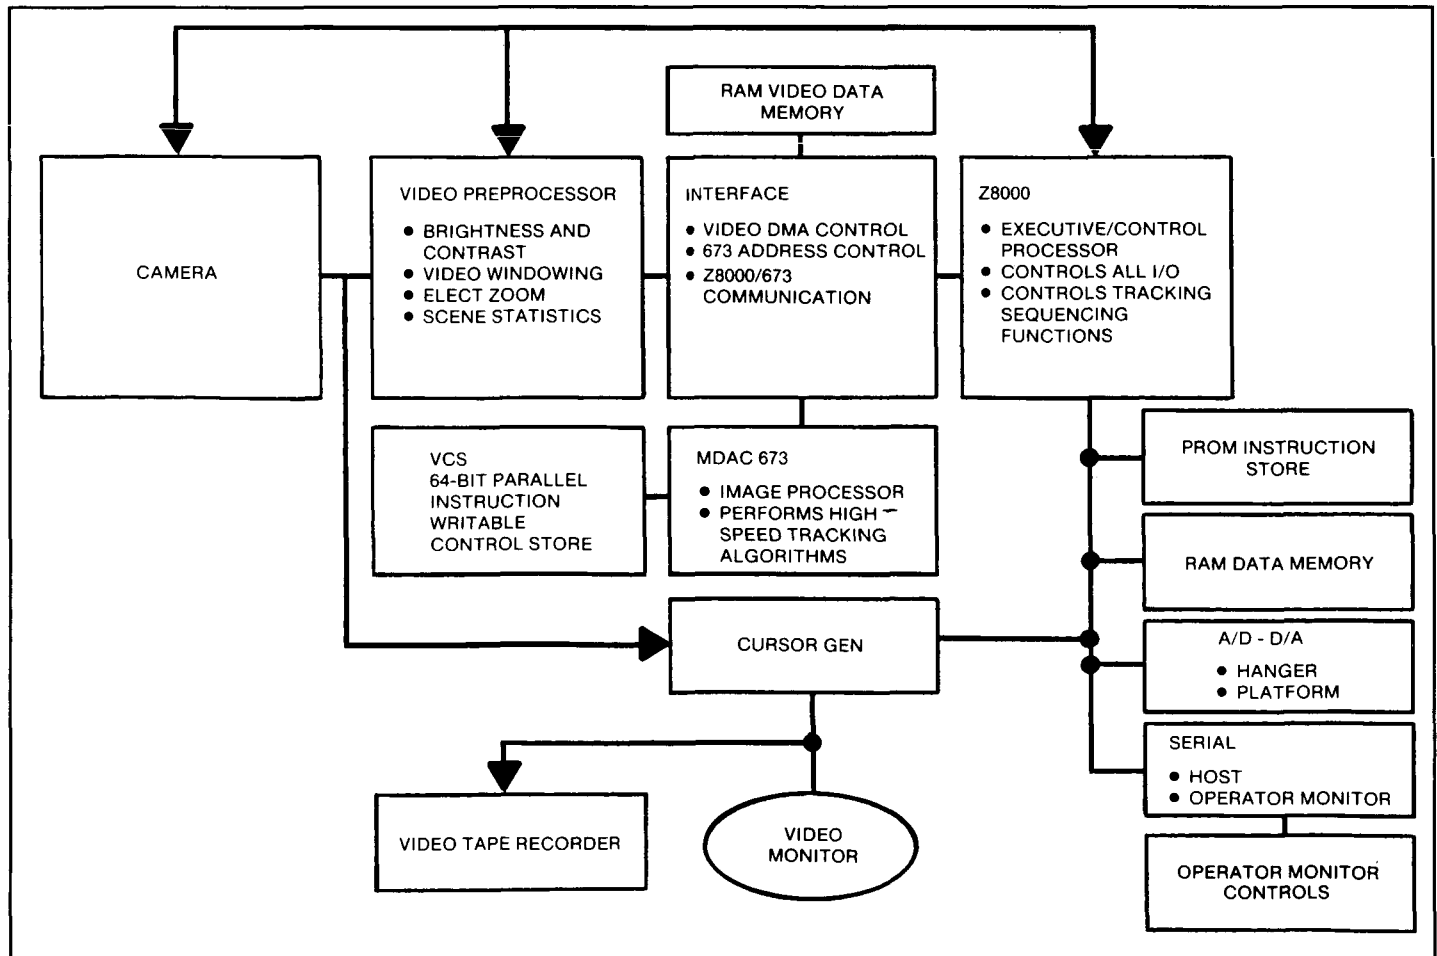 RAM VIDEO DATA
MEMORY
CAMERA
VIDEO PREPROCESSOR
● BRIGHTNESS AND
CONTRAST
● VIDEO WINDOWING
● ELECT ZOOM
● SCENE STATISTICS
INTERFACE
● VIDEO DMA CONTROL
● 673 ADDRESS CONTROL
● Z8000/673
COMMUNICATION
Z8000
● EXECUTIVE/CONTROL
PROCESSOR
● CONTROLS ALL I/O
● CONTROLS TRACKING
SEQUENCING
FUNCTIONS
VCS
64-BIT PARALLEL
INSTRUCTION
WRITABLE
CONTROL STORE
MDAC 673
● IMAGE PROCESSOR
● PERFORMS HIGH –
SPEED TRACKING
ALGORITHMS
PROM INSTRUCTION
STORE
RAM DATA MEMORY
CURSOR GEN
A/D - D/A
● HANGER
● PLATFORM
SERIAL
● HOST
● OPERATOR MONITOR
VIDEO TAPE RECORDER
VIDEO
MONITOR
OPERATOR MONITOR
CONTROLS